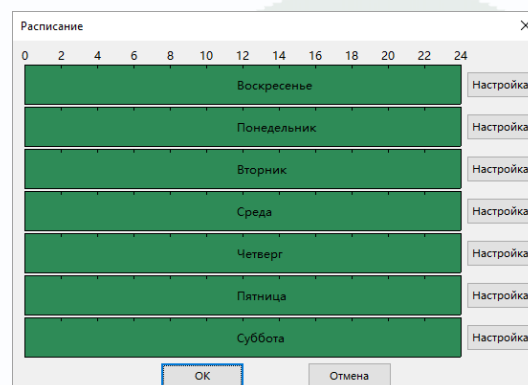 Расписание
0 2 4 6 8 10 12 14 16 18 20 22 24
Воскресенье Настройка
Понедельник Настройка
Вторник Настройка
Среда Настройка
Четверг Настройка
Пятница Настройка
Суббота Настройка
ОК Отмена